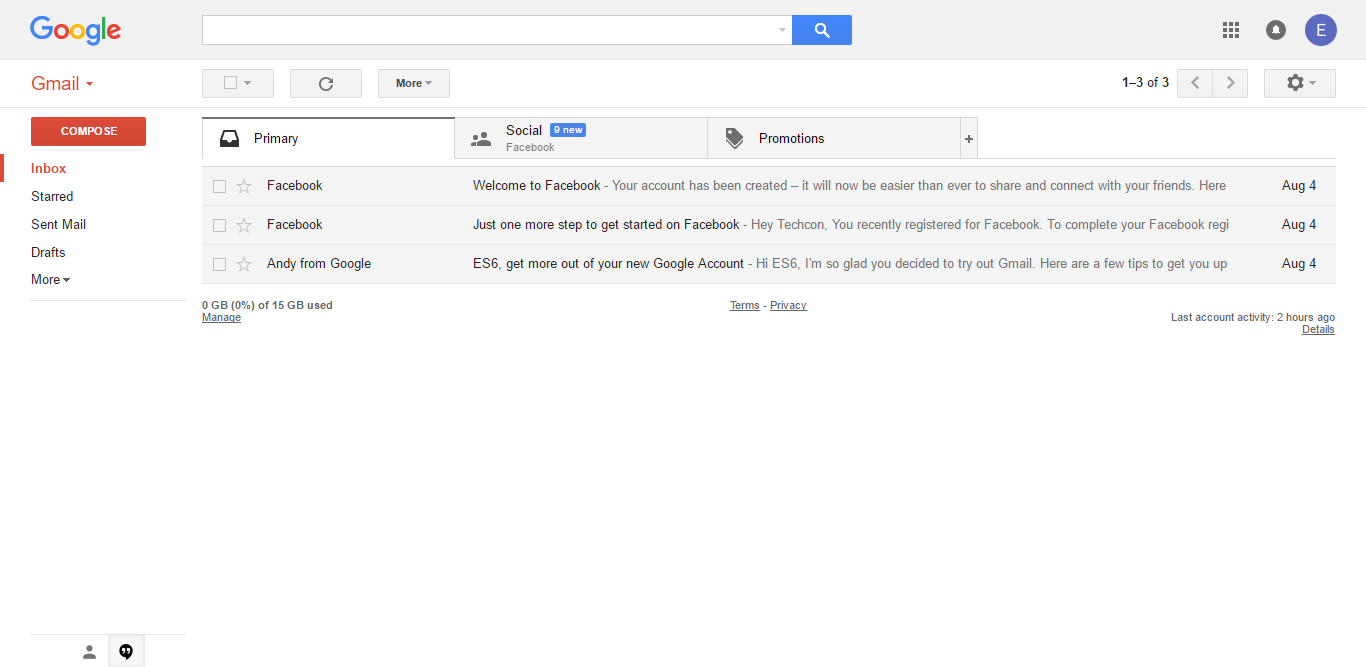 Google
E
Gmail
More
1–3 of 3
COMPOSE
Inbox
Starred
Sent Mail
Drafts
More
Primary
Social 9 new
Facebook
Promotions
+
Facebook Welcome to Facebook - Your account has been created – it will now be easier than ever to share and connect with your friends. Here Aug 4
Facebook Just one more step to get started on Facebook - Hey Techcon, You recently registered for Facebook. To complete your Facebook regi Aug 4
Andy from Google ES6, get more out of your new Google Account - Hi ES6, I'm so glad you decided to try out Gmail. Here are a few tips to get you up Aug 4
0 GB (0%) of 15 GB used
Manage
Terms - Privacy
Last account activity: 2 hours ago
Details